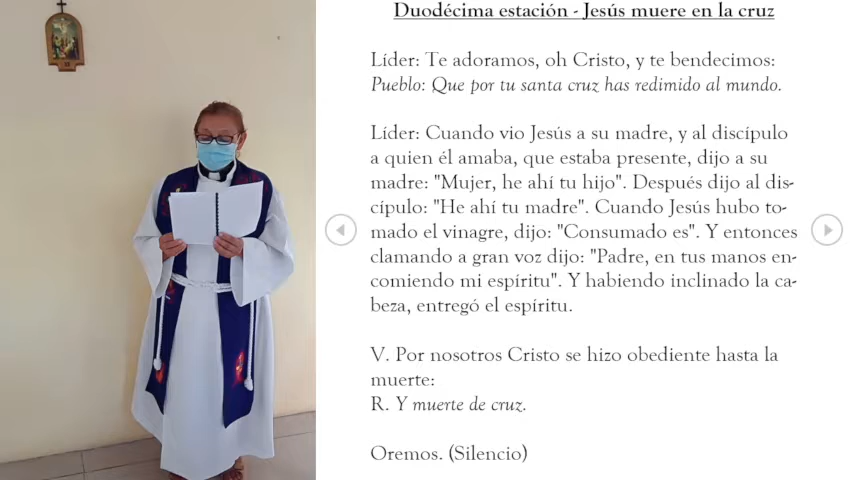 Duodécima estación - Jesús muere en la cruz
Líder: Te adoramos, oh Cristo, y te bendecimos:
Pueblo: Que por tu santa cruz has redimido al mundo.
Líder: Cuando vio Jesús a su madre, y al discípulo
a quien él amaba, que estaba presente, dijo a su
madre: "Mujer, he ahí tu hijo". Después dijo al dis-
cípulo: "He ahí tu madre". Cuando Jesús hubo to-
mado el vinagre, dijo: "Consumado es". Y entonces
clamando a gran voz dijo: "Padre, en tus manos en-
comiendo mi espíritu". Y habiendo inclinado la ca-
beza, entregó el espíritu.
V. Por nosotros Cristo se hizo obediente hasta la
muerte:
R. Y muerte de cruz.
Oremos. (Silencio)